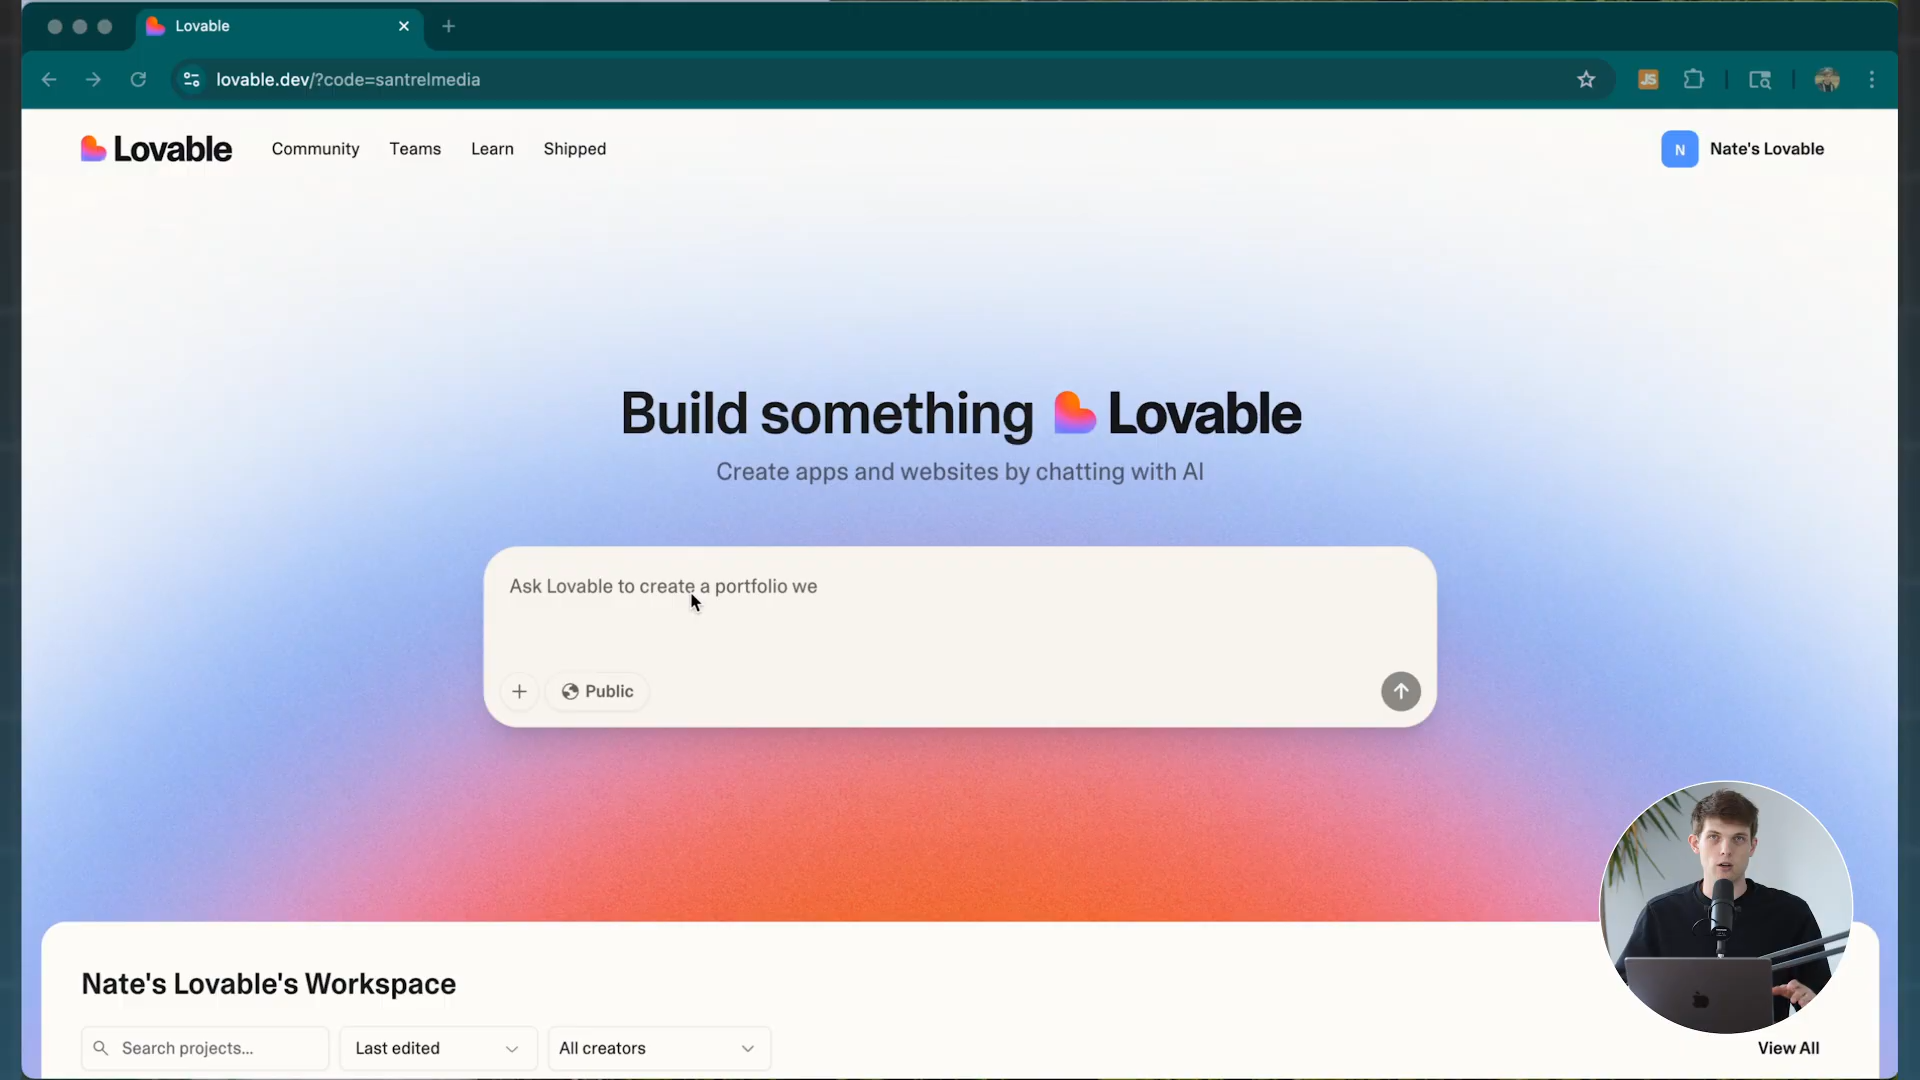 Lovable
lovable.dev/?code=santrelmedia
JS
Lovable
Community
Teams
Learn
Shipped
N
Nate's Lovable
Build something Lovable
Create apps and websites by chatting with AI
Ask Lovable to create a portfolio we
Public
Nate's Lovable's Workspace
Search projects...
Last edited
All creators
View All